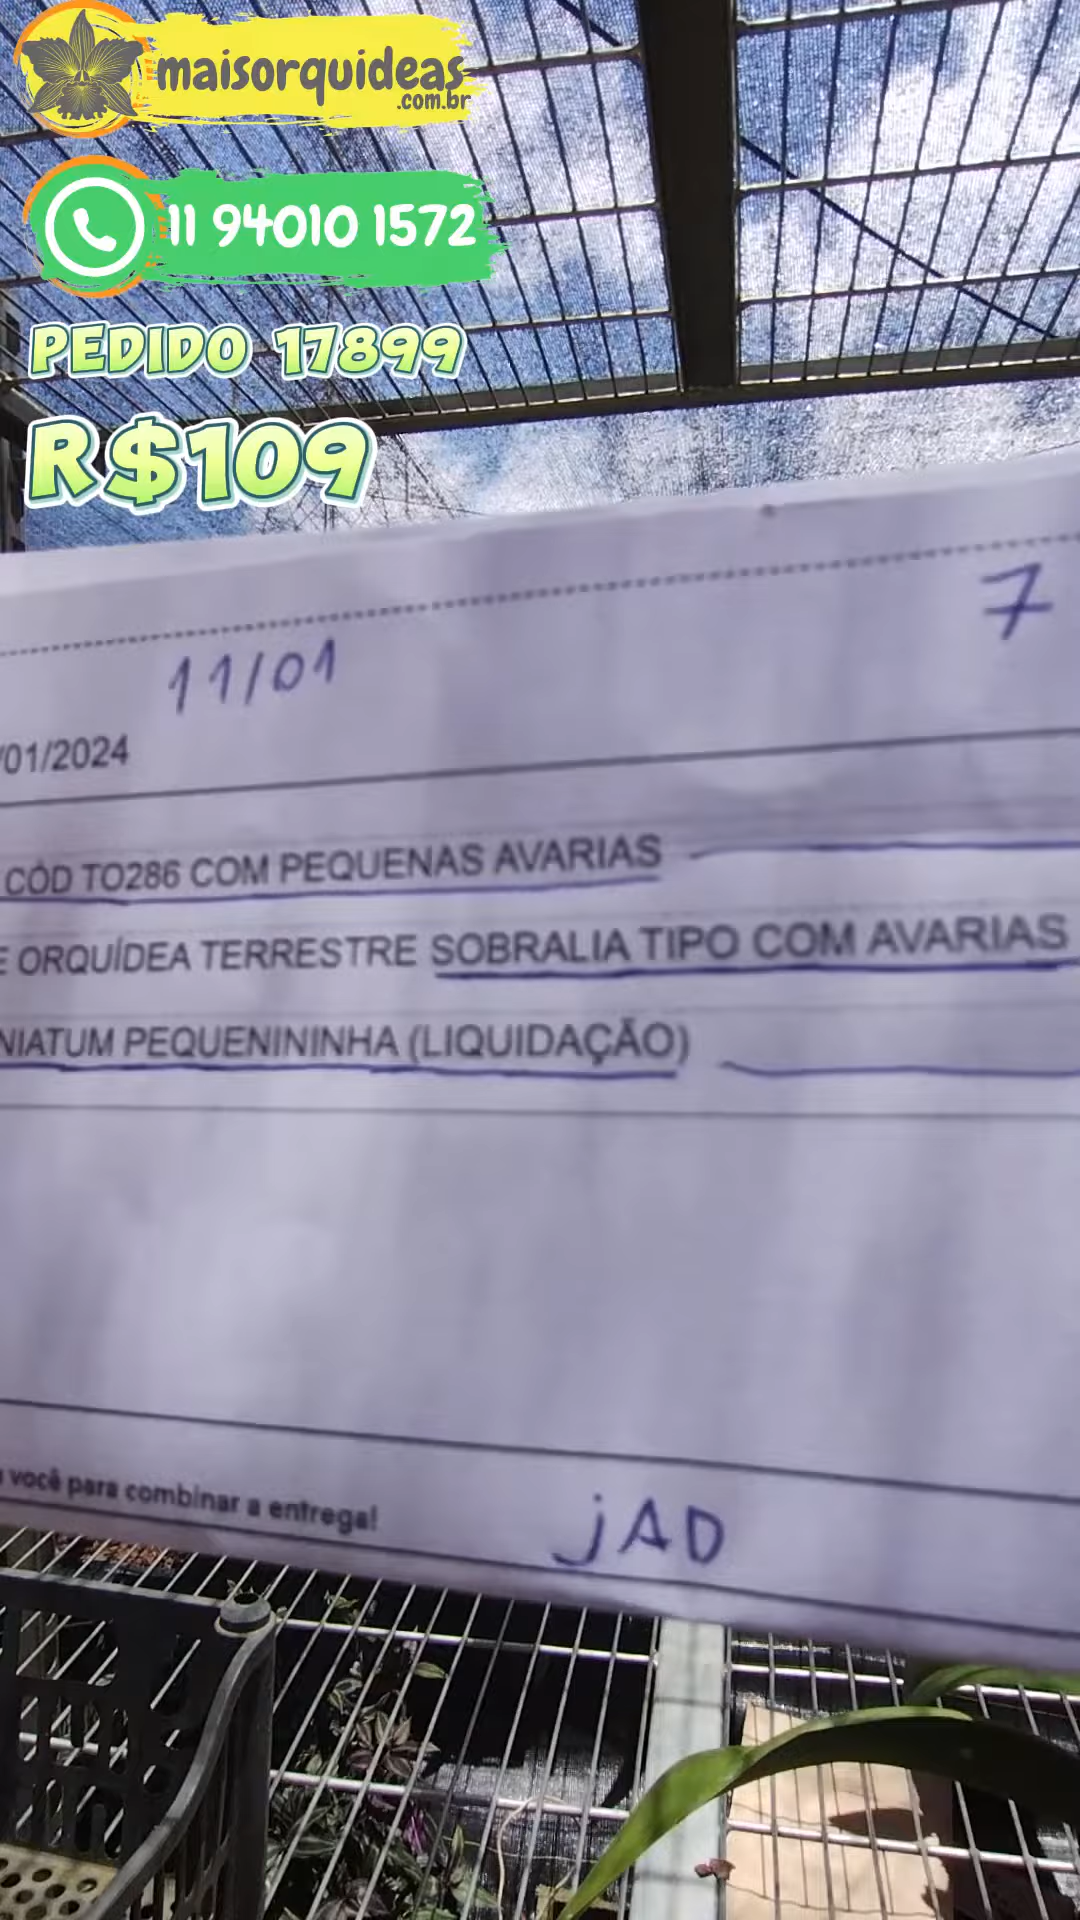 maisorquideas
.com.br
11 94010 1572
PEDIDO 17899
R$109
7
11/01
/01/2024
CÓD TO286 COM PEQUENAS AVARIAS
E ORQUÍDEA TERRESTRE SOBRALIA TIPO COM AVARIAS
NIATUM PEQUENININHA (LIQUIDAÇÃO)
você para combinar a entrega!
jAD